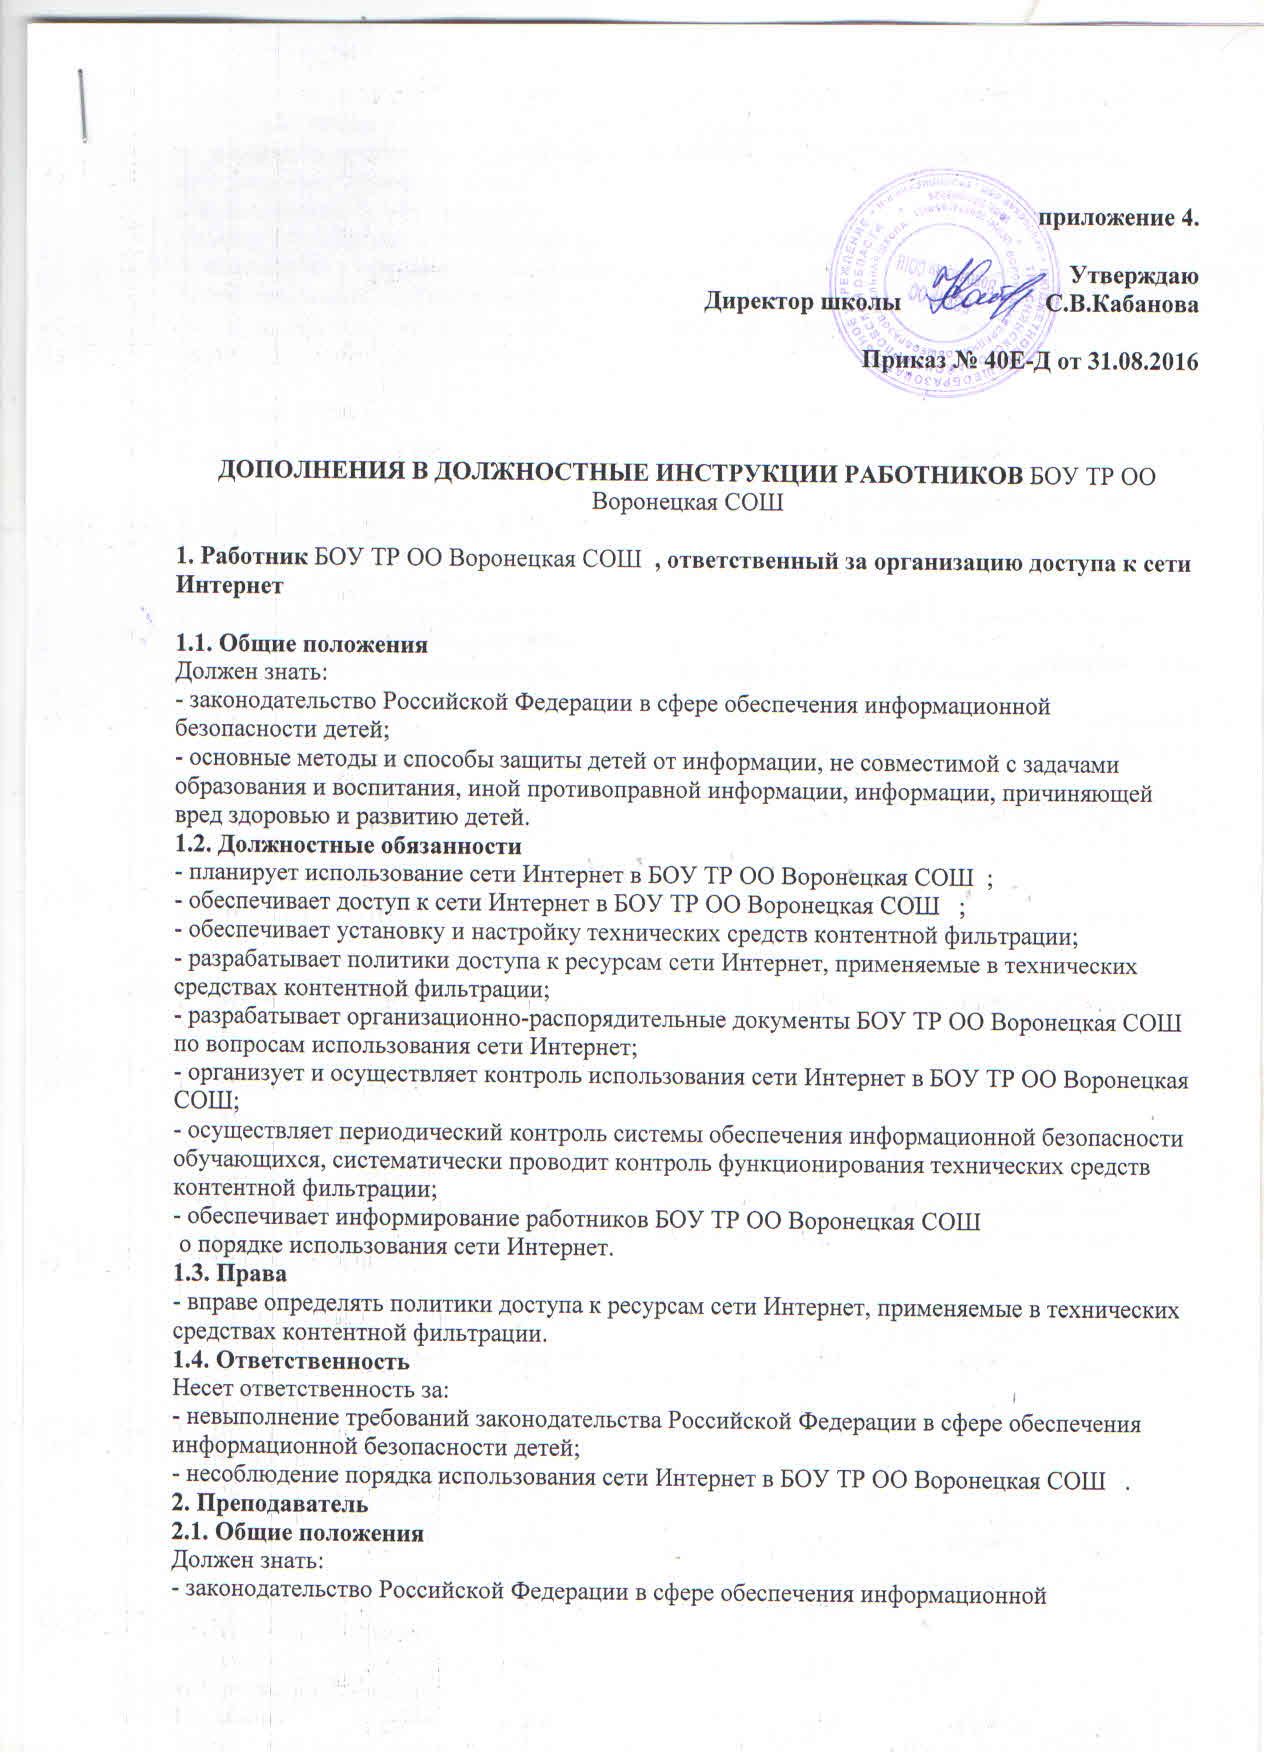 приложение 4.
Утверждаю
Директор школы С.В.Кабанова
Приказ № 40Е-Д от 31.08.2016
ДОПОЛНЕНИЯ В ДОЛЖНОСТНЫЕ ИНСТРУКЦИИ РАБОТНИКОВ БОУ ТР ОО
Воронецкая СОШ
1. Работник БОУ ТР ОО Воронецкая СОШ , ответственный за организацию доступа к сети
Интернет
1.1. Общие положения
Должен знать:
- законодательство Российской Федерации в сфере обеспечения информационной
безопасности детей;
- основные методы и способы защиты детей от информации, не совместимой с задачами
образования и воспитания, иной противоправной информации, информации, причиняющей
вред здоровью и развитию детей.
1.2. Должностные обязанности
- планирует использование сети Интернет в БОУ ТР ОО Воронецкая СОШ ;
- обеспечивает доступ к сети Интернет в БОУ ТР ОО Воронецкая СОШ ;
- обеспечивает установку и настройку технических средств контентной фильтрации;
- разрабатывает политики доступа к ресурсам сети Интернет, применяемые в технических
средствах контентной фильтрации;
- разрабатывает организационно-распорядительные документы БОУ ТР ОО Воронецкая СОШ
по вопросам использования сети Интернет;
- организует и осуществляет контроль использования сети Интернет в БОУ ТР ОО Воронецкая
СОШ;
- осуществляет периодический контроль системы обеспечения информационной безопасности
обучающихся, систематически проводит контроль функционирования технических средств
контентной фильтрации;
- обеспечивает информирование работников БОУ ТР ОО Воронецкая СОШ
о порядке использования сети Интернет.
1.3. Права
- вправе определять политики доступа к ресурсам сети Интернет, применяемые в технических
средствах контентной фильтрации.
1.4. Ответственность
Несет ответственность за:
- невыполнение требований законодательства Российской Федерации в сфере обеспечения
информационной безопасности детей;
- несоблюдение порядка использования сети Интернет в БОУ ТР ОО Воронецкая СОШ .
2. Преподаватель
2.1. Общие положения
Должен знать:
- законодательство Российской Федерации в сфере обеспечения информационной